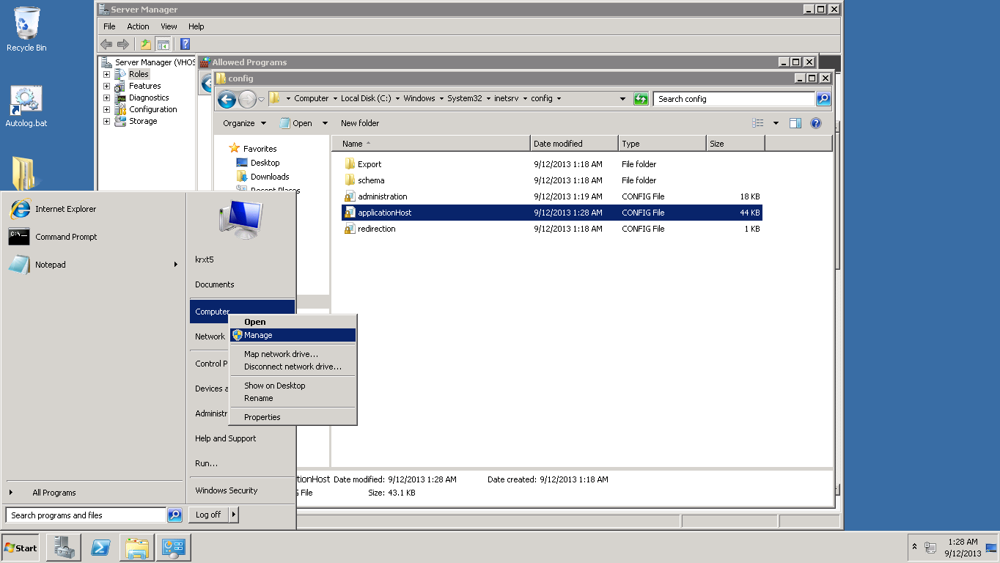 Recycle Bin
Autolog.bat
Server Manager
File Action View Help
Server Manager (VHOS
Roles
Features
Diagnostics
Configuration
Storage
Allowed Programs
config
Computer Local Disk (C:) Windows System32 inetsrv config
Search config
Organize Open New folder
Favorites
Desktop
Downloads
Recent Places
Name Date modified Type Size
Export 9/12/2013 1:18 AM File folder
schema 9/12/2013 1:18 AM File folder
administration 9/12/2013 1:19 AM CONFIG File 18 KB
applicationHost 9/12/2013 1:28 AM CONFIG File 44 KB
redirection 9/12/2013 1:18 AM CONFIG File 1 KB
tionHost Date modified: 9/12/2013 1:28 AM Date created: 9/12/2013 1:18 AM
G File Size: 43.1 KB
Internet Explorer
Command Prompt
Notepad
All Programs
Search programs and files
krxt5
Documents
Computer
Network
Control P
Devices a
Administr
Help and Support
Run...
Windows Security
Log off
Open
Manage
Map network drive...
Disconnect network drive...
Show on Desktop
Rename
Properties
Start
1:28 AM
9/12/2013